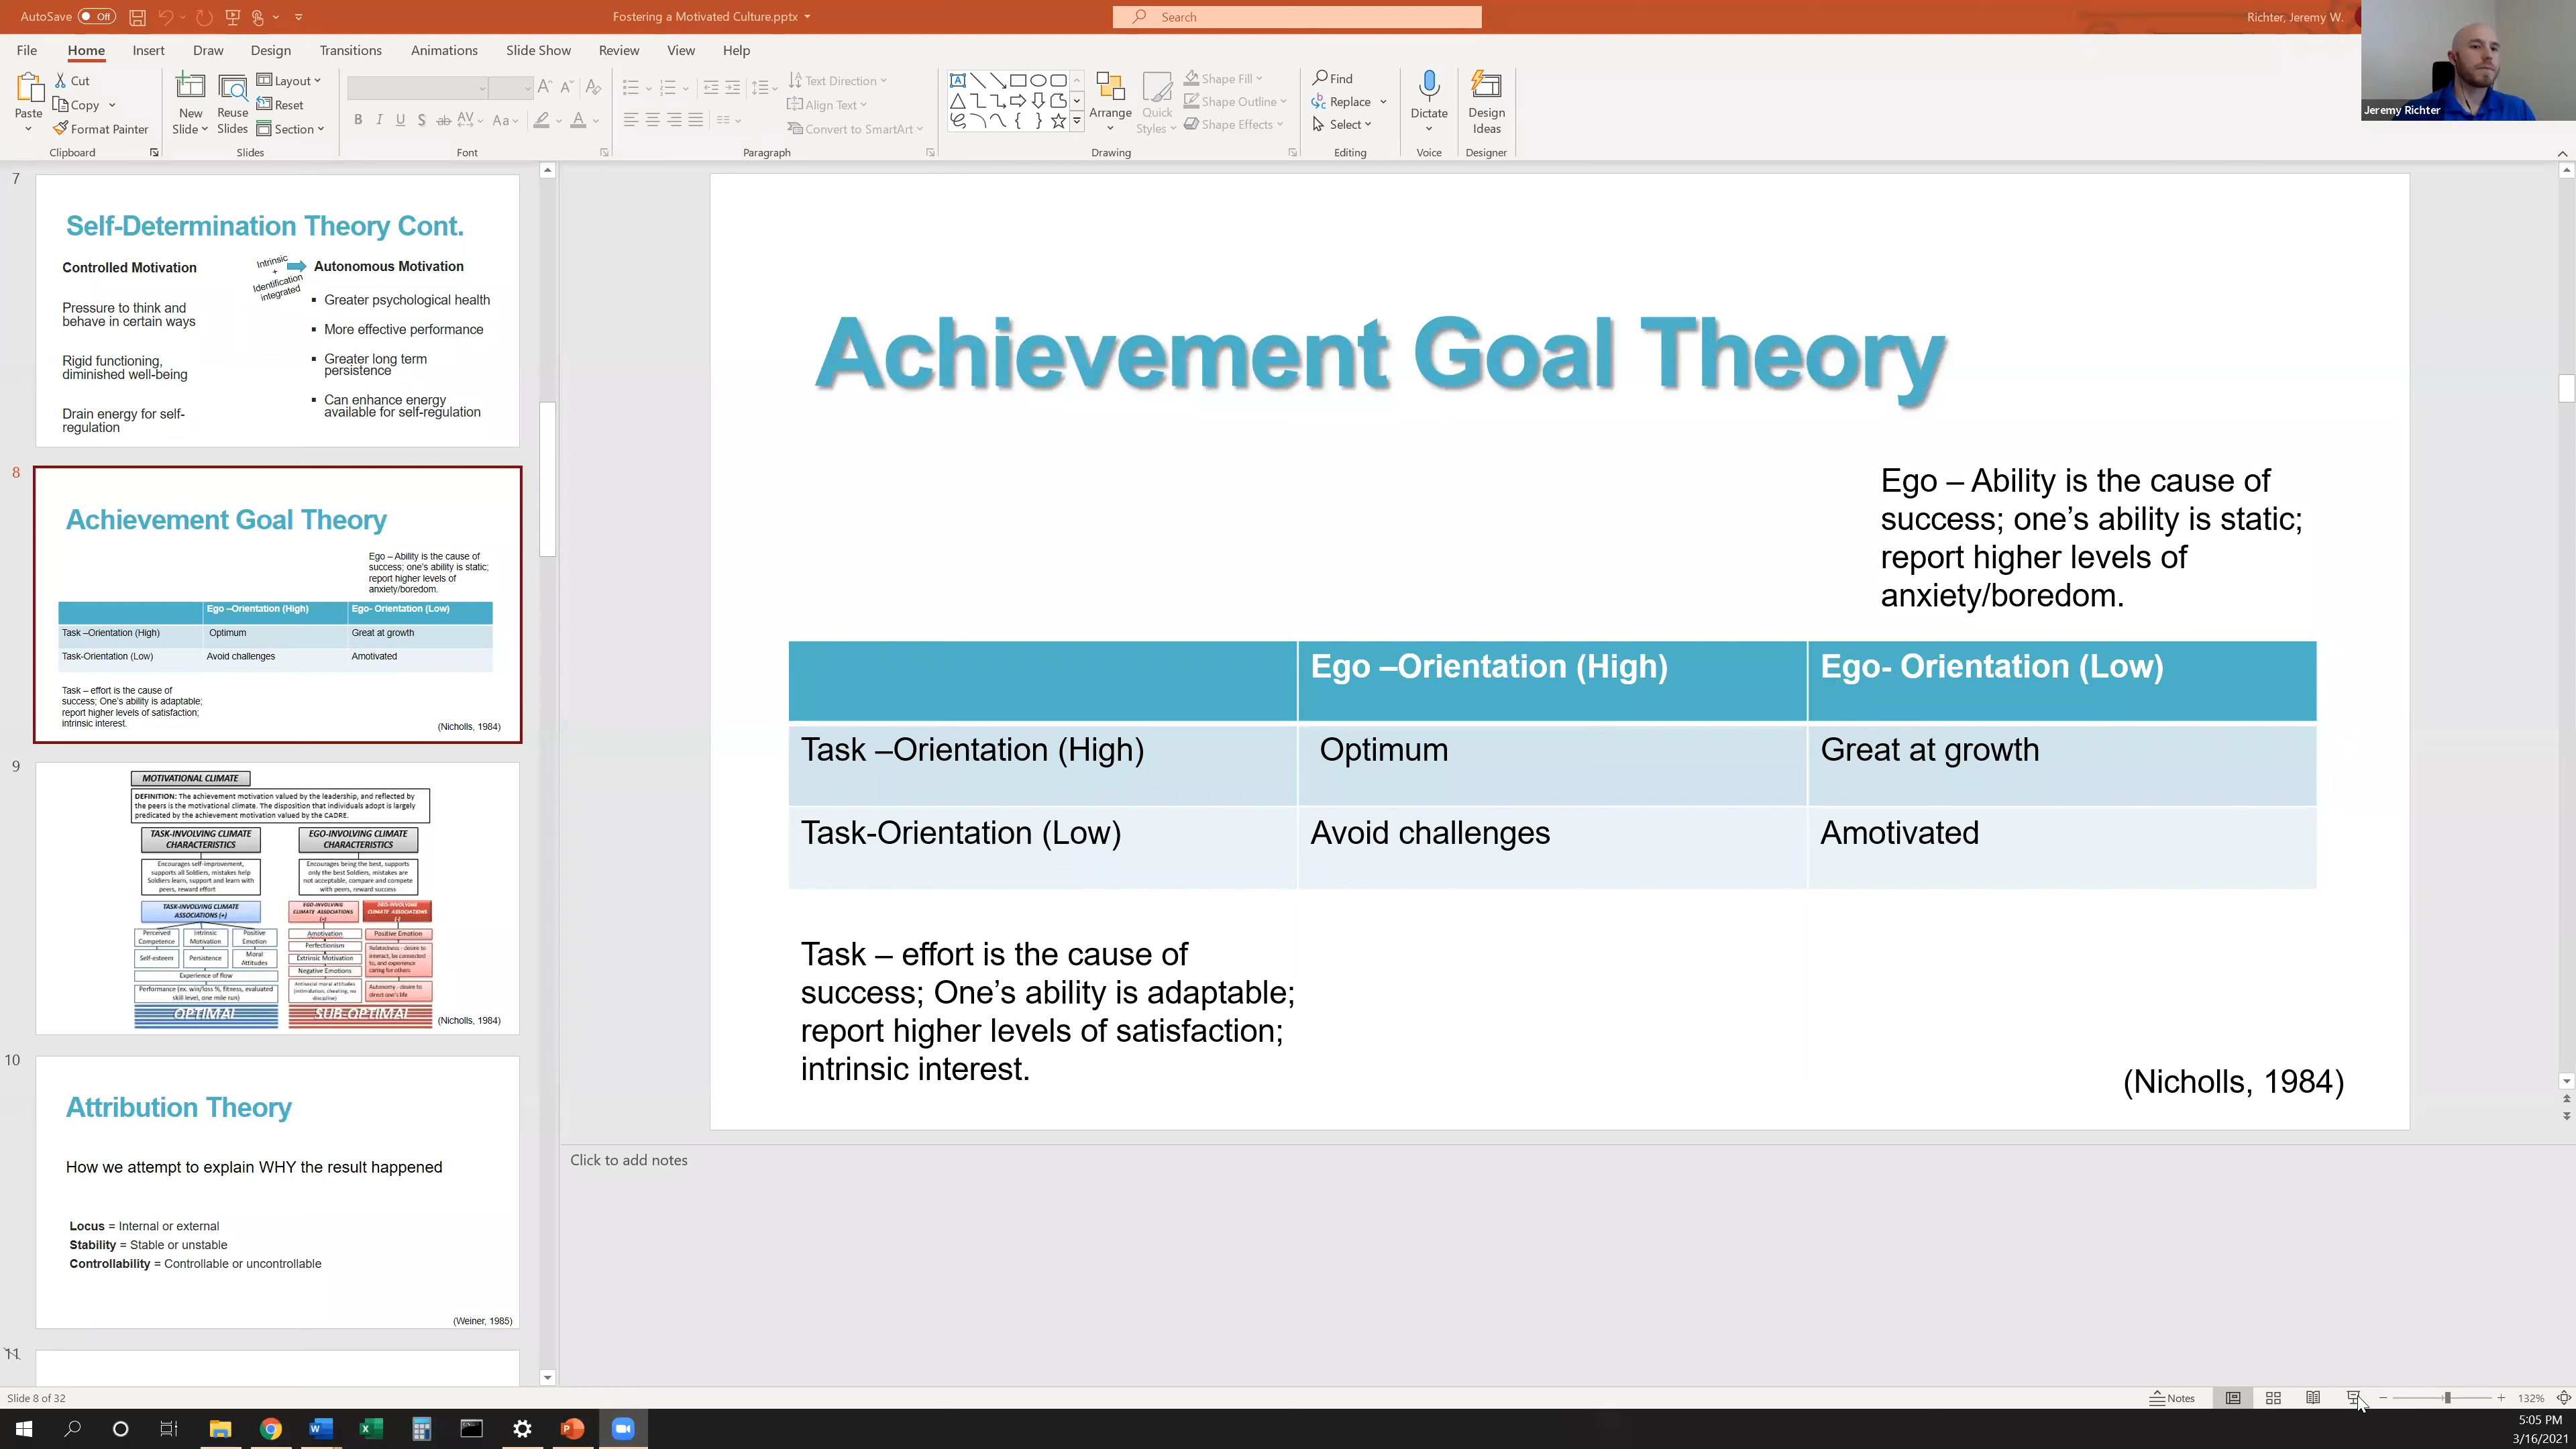 AutoSave Off
Fostering a Motivated Culture.pptx
Search
Richter, Jeremy W.
File Home Insert Draw Design Transitions Animations Slide Show Review View Help
Paste
Cut
Copy
Format Painter
Clipboard
New Slide
Reuse Slides
Layout
Reset
Section
Slides
Font
Text Direction
Align Text
Convert to SmartArt
Paragraph
Arrange
Quick Styles
Shape Fill
Shape Outline
Shape Effects
Drawing
Find
Replace
Select
Editing
Dictate
Voice
Design Ideas
Designer
Jeremy Richter
7
Self-Determination Theory Cont.
Controlled Motivation
Pressure to think and
behave in certain ways
Rigid functioning,
diminished well-being
Drain energy for self-
regulation
Intrinsic
+
Identification
integrated
Autonomous Motivation
Greater psychological health
More effective performance
Greater long term
persistence
Can enhance energy
available for self-regulation
8
Achievement Goal Theory
Ego – Ability is the cause of
success; one's ability is static;
report higher levels of
anxiety/boredom.
Ego –Orientation (High) Ego- Orientation (Low)
Task –Orientation (High) Optimum Great at growth
Task-Orientation (Low) Avoid challenges Amotivated
Task – effort is the cause of
success; One's ability is adaptable;
report higher levels of satisfaction;
intrinsic interest.
(Nicholls, 1984)
9
MOTIVATIONAL CLIMATE
DEFINITION: The achievement motivation valued by the leadership, and reflected by
the peers is the motivational climate. The disposition that individuals adopt is largely
predicated by the achievement motivation valued by the CADRE.
TASK-INVOLVING CLIMATE
CHARACTERISTICS
EGO-INVOLVING CLIMATE
CHARACTERISTICS
Encourages self-improvement,
supports all Soldiers, mistakes help
Soldiers learn, support and learn with
peers, reward effort
Encourages being the best, supports
only the best Soldiers, mistakes are
not acceptable, compare and compete
with peers, reward success
TASK-INVOLVING CLIMATE
ASSOCIATIONS (+)
EGO-INVOLVING
CLIMATE ASSOCIATIONS
(+)
EGO-INVOLVING
CLIMATE ASSOCIATIONS
(-)
Perceived
Competence
Intrinsic
Motivation
Positive
Emotion
Self-esteem
Persistence
Moral
Attitudes
Experience of flow
Performance (ex. win/loss %, fitness, evaluated
skill level, one mile run)
Amotivation
Perfectionism
Extrinsic Motivation
Negative Emotions
Antisocial moral attitudes
(intimidation, cheating, no
discipline)
Positive Emotion
Relatedness - desire to
interact, be connected
to, and experience
caring for others
Autonomy - desire to
direct one's life
OPTIMAL
SUB-OPTIMAL
(Nicholls, 1984)
10
Attribution Theory
How we attempt to explain WHY the result happened
Locus = Internal or external
Stability = Stable or unstable
Controllability = Controllable or uncontrollable
(Weiner, 1985)
11
Achievement Goal Theory
Ego – Ability is the cause of
success; one's ability is static;
report higher levels of
anxiety/boredom.
Ego –Orientation (High) Ego- Orientation (Low)
Task –Orientation (High) Optimum Great at growth
Task-Orientation (Low) Avoid challenges Amotivated
Task – effort is the cause of
success; One's ability is adaptable;
report higher levels of satisfaction;
intrinsic interest.
(Nicholls, 1984)
Click to add notes
Slide 8 of 32
Notes
132%
5:05 PM
3/16/2021